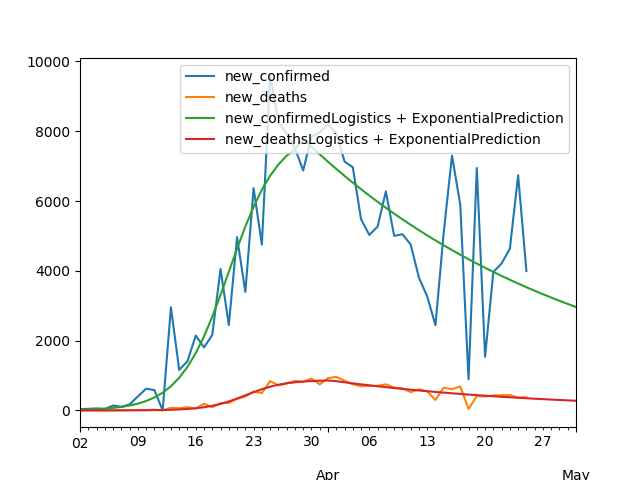 10000
8000
6000
4000
2000
0
new_confirmed
new_deaths
new_confirmedLogistics + ExponentialPrediction
new_deathsLogistics + ExponentialPrediction
02 09 16 23 30 06 13 20 27
Apr May